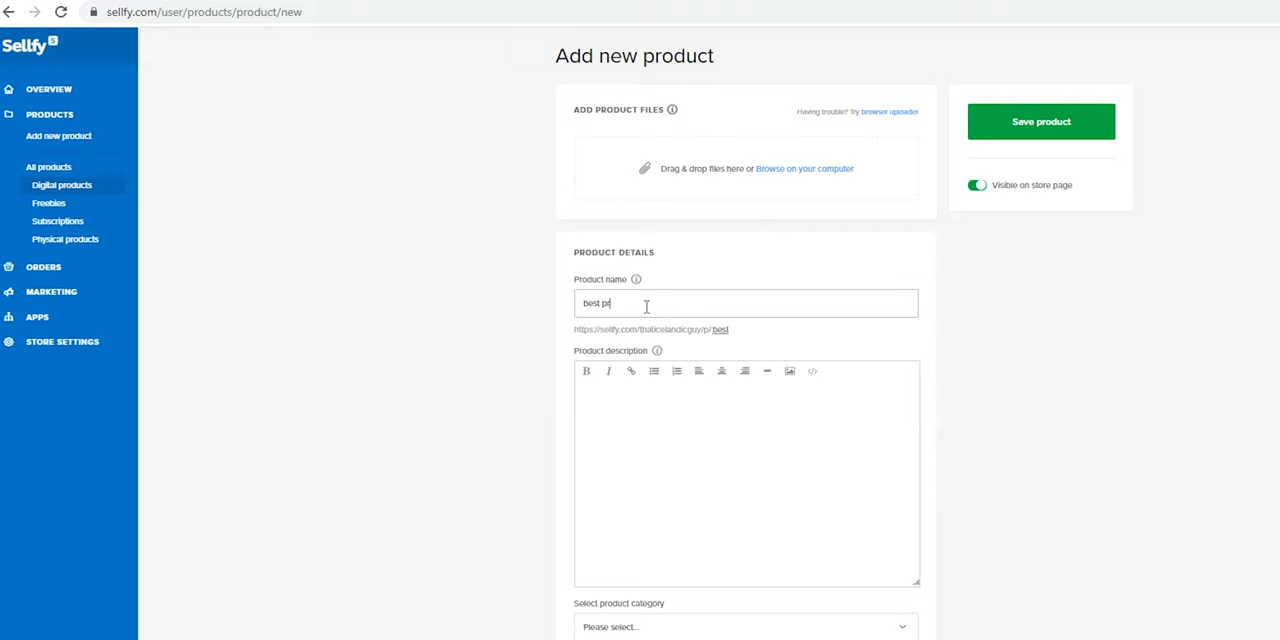 sellfy.com/user/products/product/new
Sellfy S
OVERVIEW
PRODUCTS
Add new product
All products
Digital products
Freebies
Subscriptions
Physical products
ORDERS
MARKETING
APPS
STORE SETTINGS
Add new product
ADD PRODUCT FILES
Having trouble? Try browser uploader
Drag & drop files here or Browse on your computer
PRODUCT DETAILS
Product name
best pr
https://sellfy.com/thaticelandicguy/p/ best
Product description
B I
Select product category
Please select...
Save product
Visible on store page